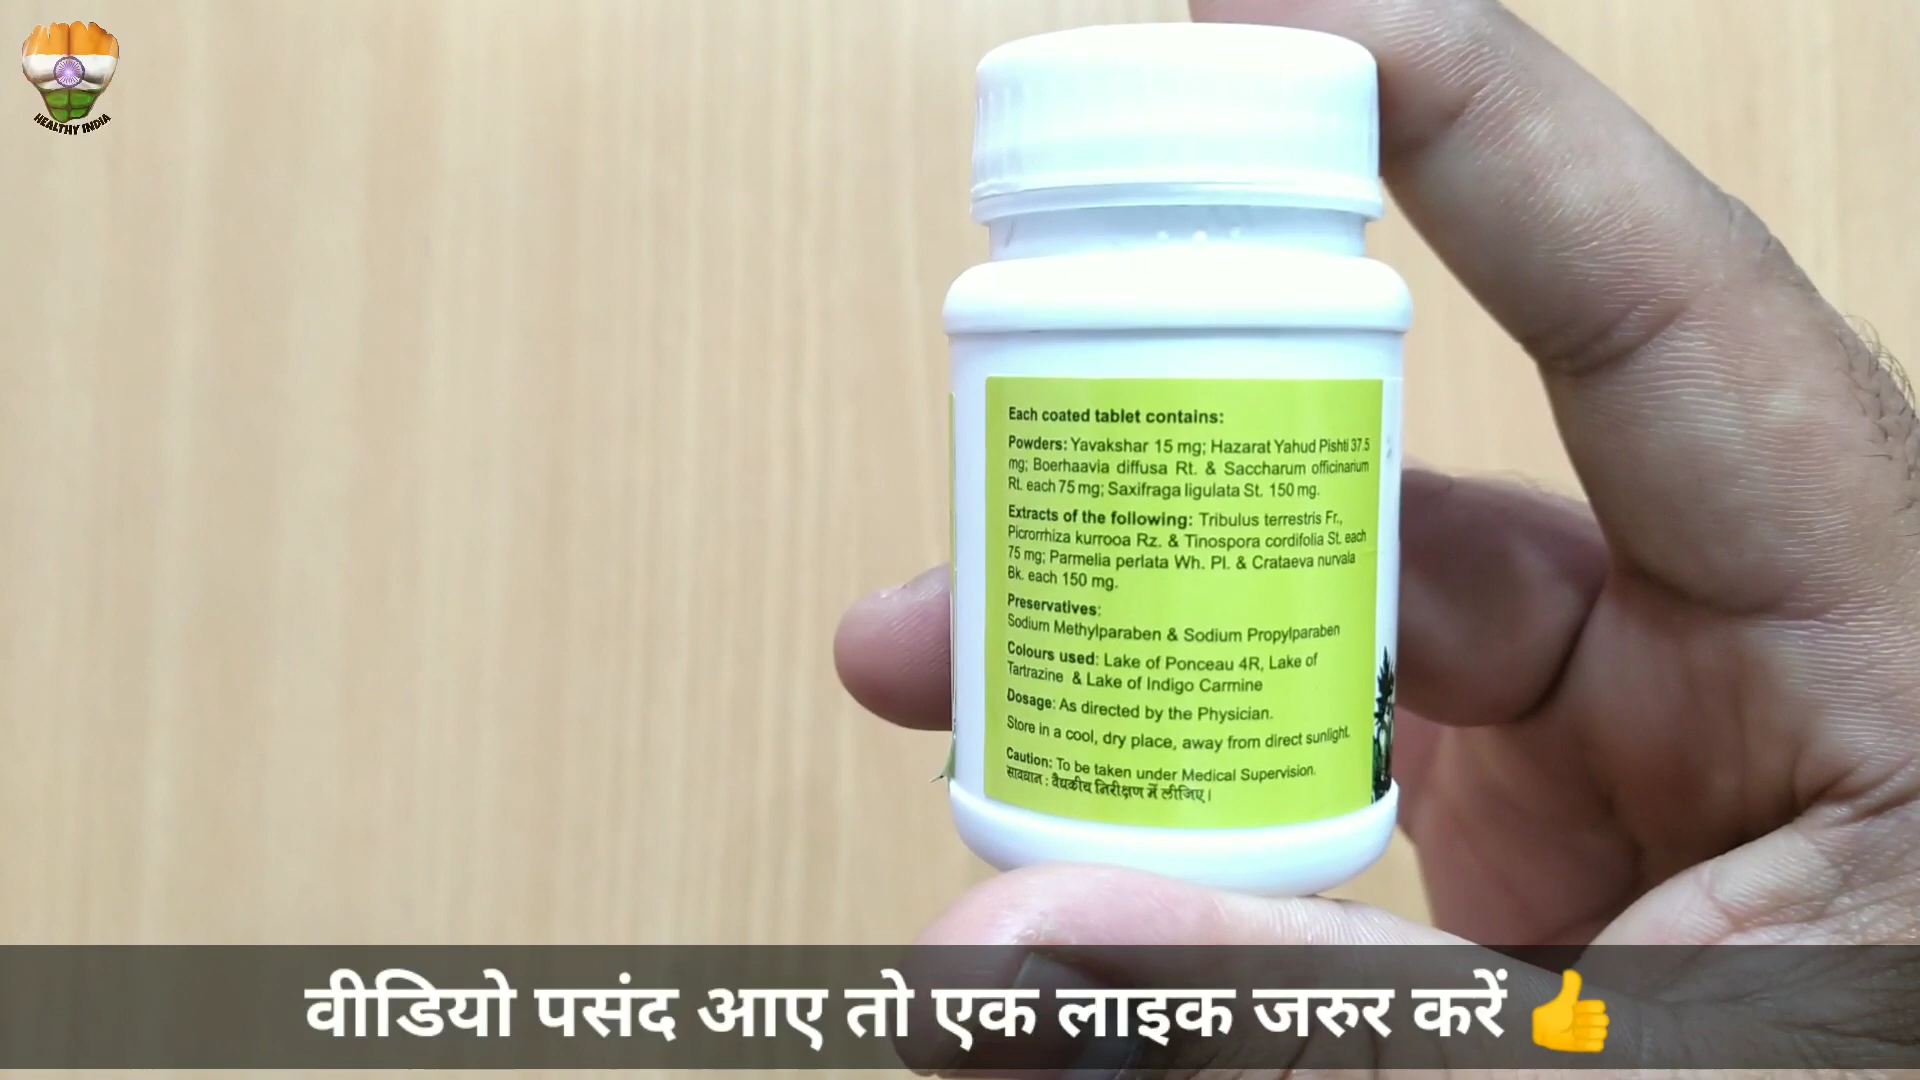 HEALTHY INDIA
Each coated tablet contains:
Powders: Yavakshar 15 mg; Hazarat Yahud Pishti 37.5
mg; Boerhaavia diffusa Rt. & Saccharum officinarium
Rt. each 75 mg; Saxifraga ligulata St. 150 mg.
Extracts of the following: Tribulus terrestris Fr.,
Picrorrhiza kurrooa Rz. & Tinospora cordifolia St. each
75 mg; Parmelia perlata Wh. Pl. & Crataeva nurvala
Bk. each 150 mg.
Preservatives:
Sodium Methylparaben & Sodium Propylparaben
Colours used: Lake of Ponceau 4R, Lake of
Tartrazine & Lake of Indigo Carmine
Dosage: As directed by the Physician.
Store in a cool, dry place, away from direct sunlight.
Caution: To be taken under Medical Supervision.
सावधान : वैद्यकीय निरीक्षण में लीजिए।
वीडियो पसंद आए तो एक लाइक जरुर करें 👍